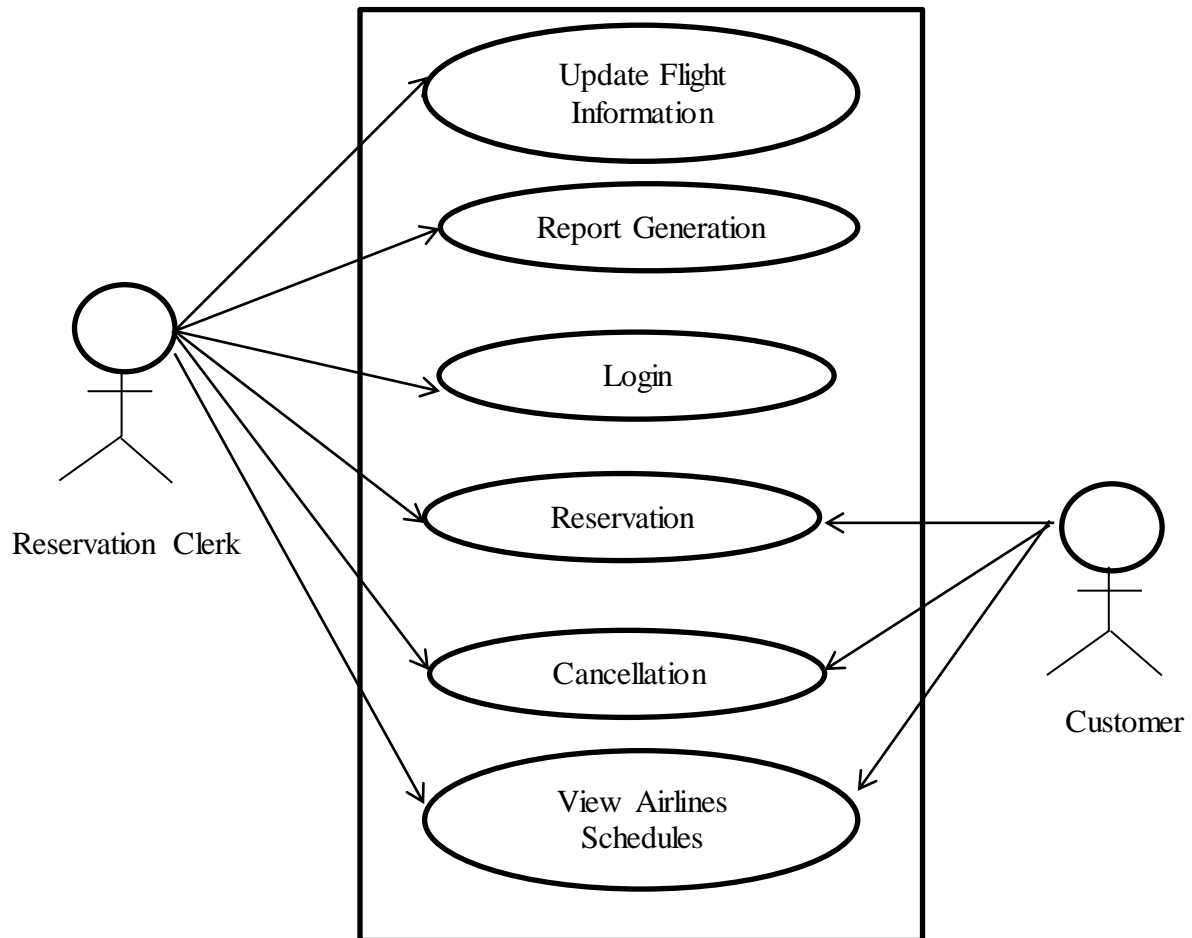 Update Flight
Information
Report Generation
Login
Reservation
Reservation Clerk
Cancellation
Customer
View Airlines
Schedules